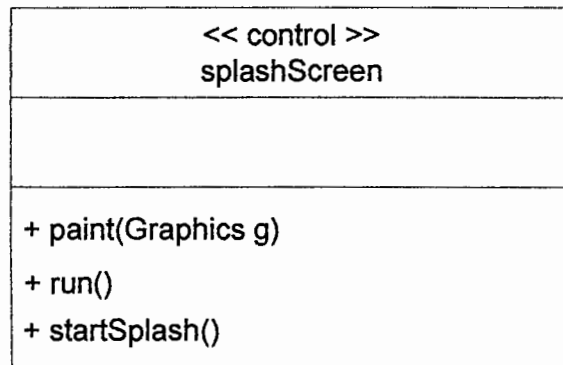 << control >>
splashScreen
+ paint(Graphics g)
+ run()
+ startSplash()